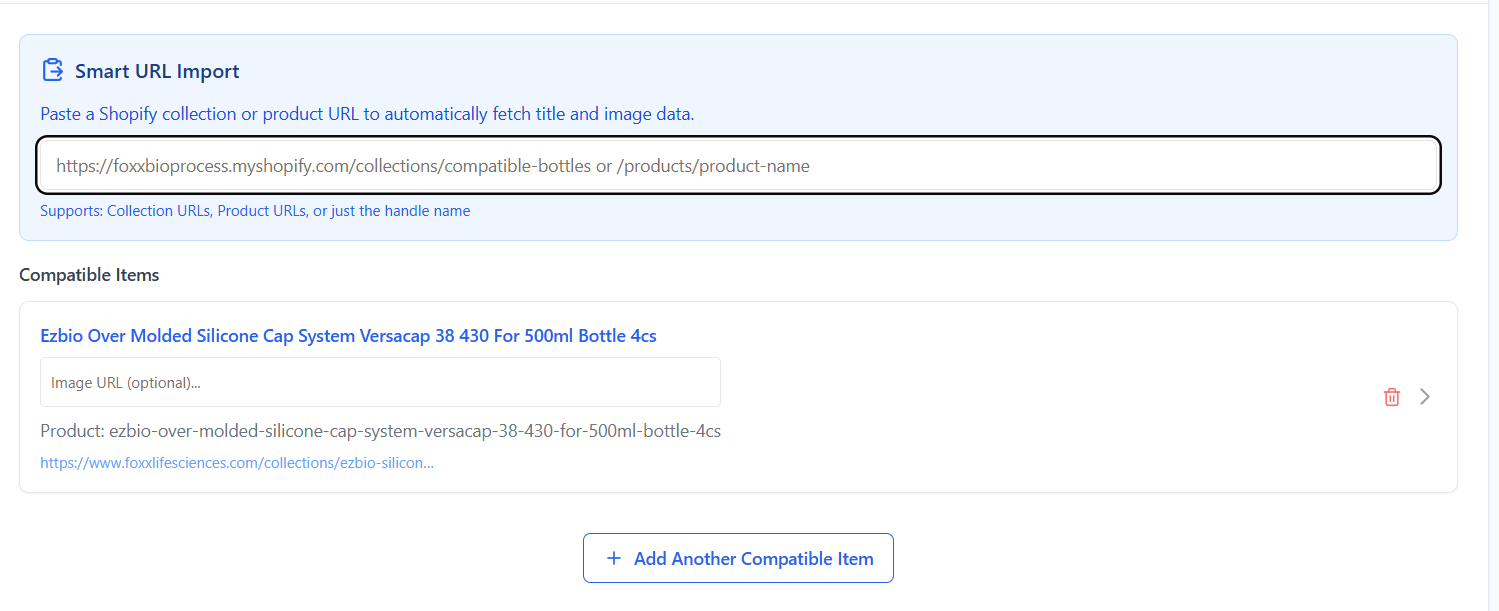 Smart URL Import
Paste a Shopify collection or product URL to automatically fetch title and image data.
https://foxxbioprocess.myshopify.com/collections/compatible-bottles or /products/product-name
Supports: Collection URLs, Product URLs, or just the handle name
Compatible Items
Ezbio Over Molded Silicone Cap System Versacap 38 430 For 500ml Bottle 4cs
Image URL (optional)...
Product: ezbio-over-molded-silicone-cap-system-versacap-38-430-for-500ml-bottle-4cs
https://www.foxxlifesciences.com/collections/ezbio-silicon...
+ Add Another Compatible Item